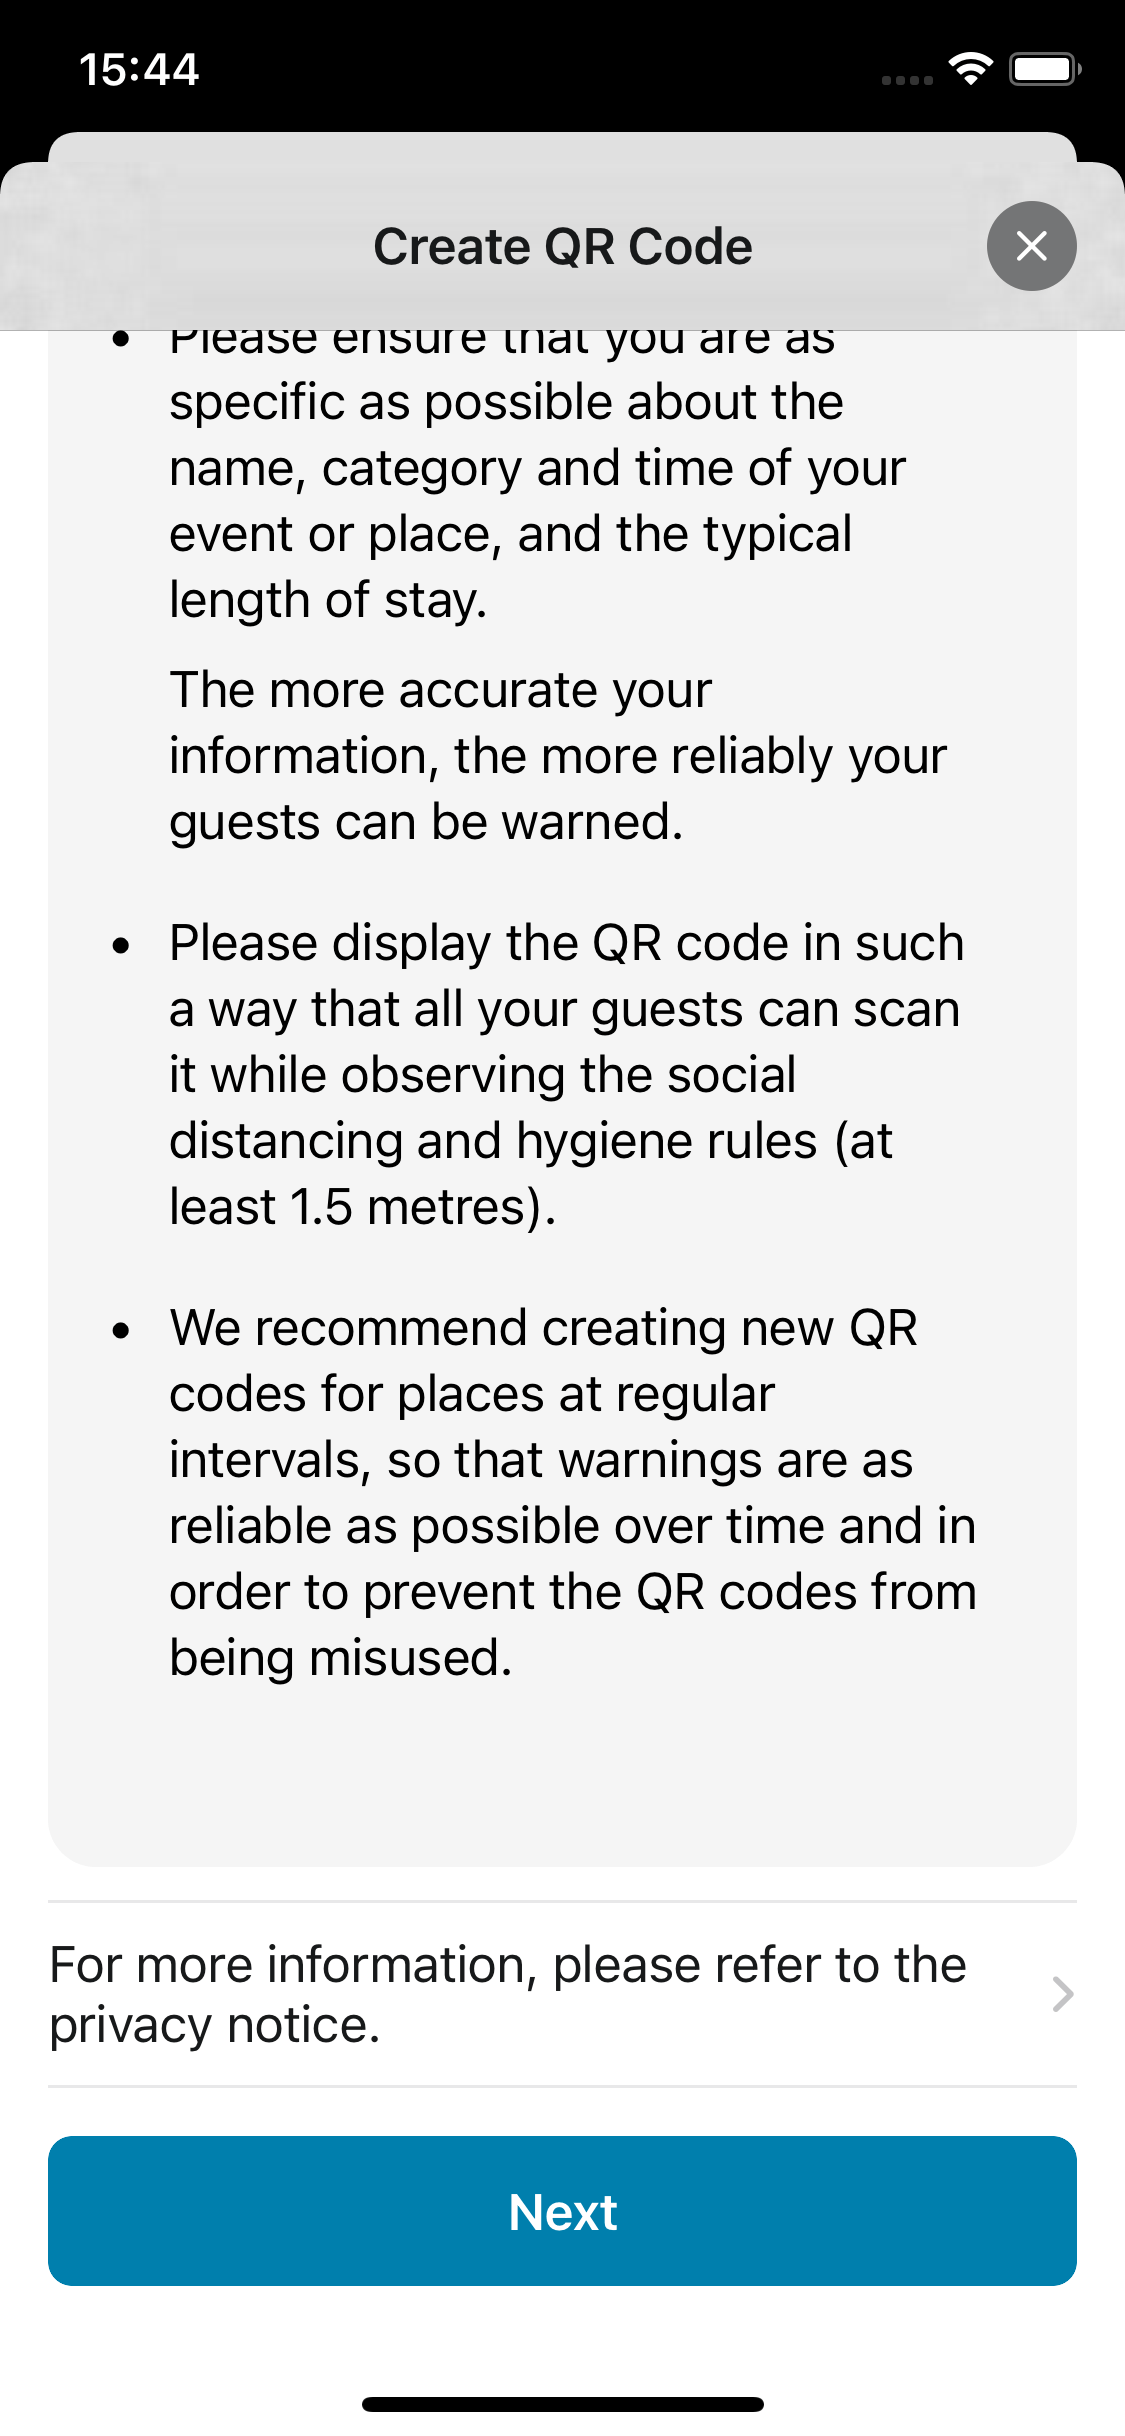 15:44
Create QR Code
• Please ensure that you are as
specific as possible about the
name, category and time of your
event or place, and the typical
length of stay.
The more accurate your
information, the more reliably your
guests can be warned.
• Please display the QR code in such
a way that all your guests can scan
it while observing the social
distancing and hygiene rules (at
least 1.5 metres).
• We recommend creating new QR
codes for places at regular
intervals, so that warnings are as
reliable as possible over time and in
order to prevent the QR codes from
being misused.
For more information, please refer to the
privacy notice.
Next